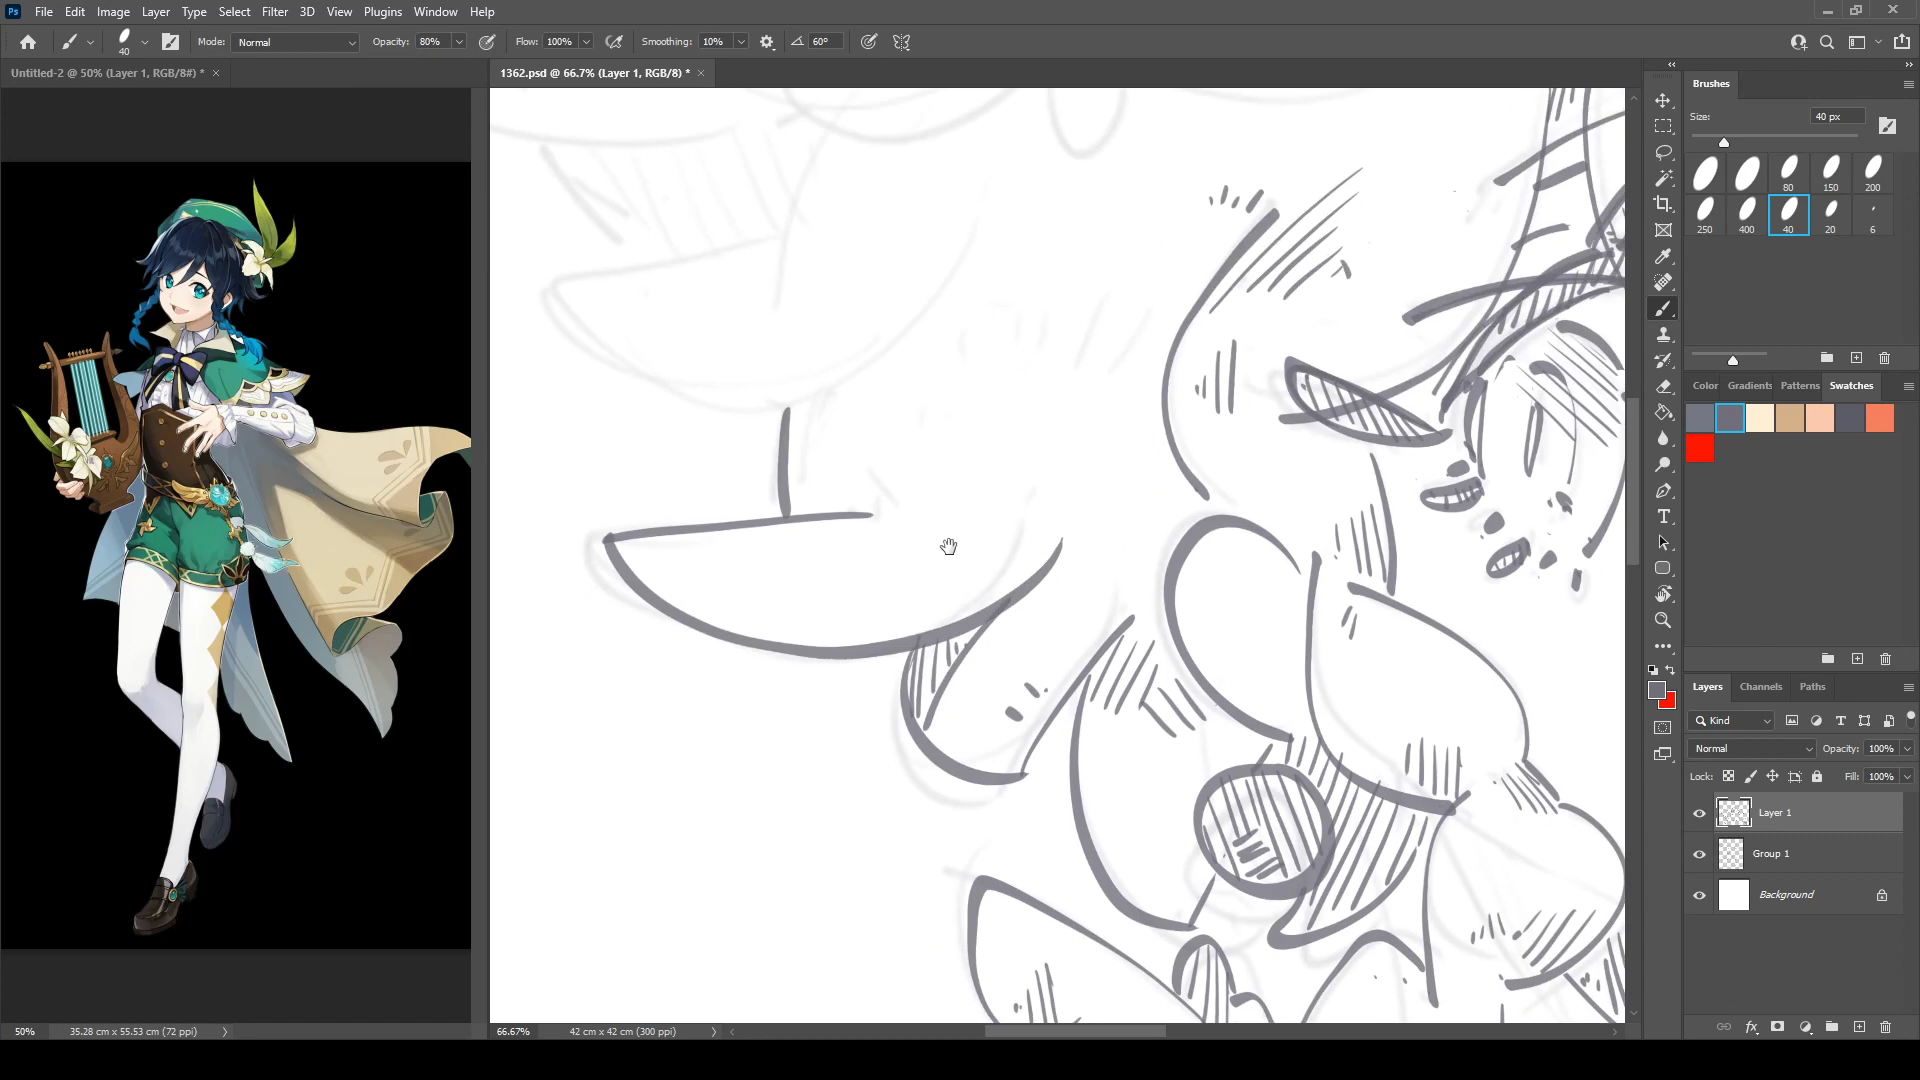 Ps File Edit Image Layer Type Select Filter 3D View Plugins Window Help
40 Mode: Normal Opacity: 80% Flow: 100% Smoothing: 10% 60°
Untitled-2 @ 50% (Layer 1, RGB/8#) * ×
1362.psd @ 66.7% (Layer 1, RGB/8) * ×
Brushes
Size: 40 px
80 150 200
250 400 40 20 6
Color Gradients Patterns Swatches
Layers Channels Paths
Kind
Normal Opacity: 100%
Lock: Fill: 100%
Layer 1
Group 1
Background
50% 35.28 cm x 55.53 cm (72 ppi)
66.67% 42 cm x 42 cm (300 ppi)